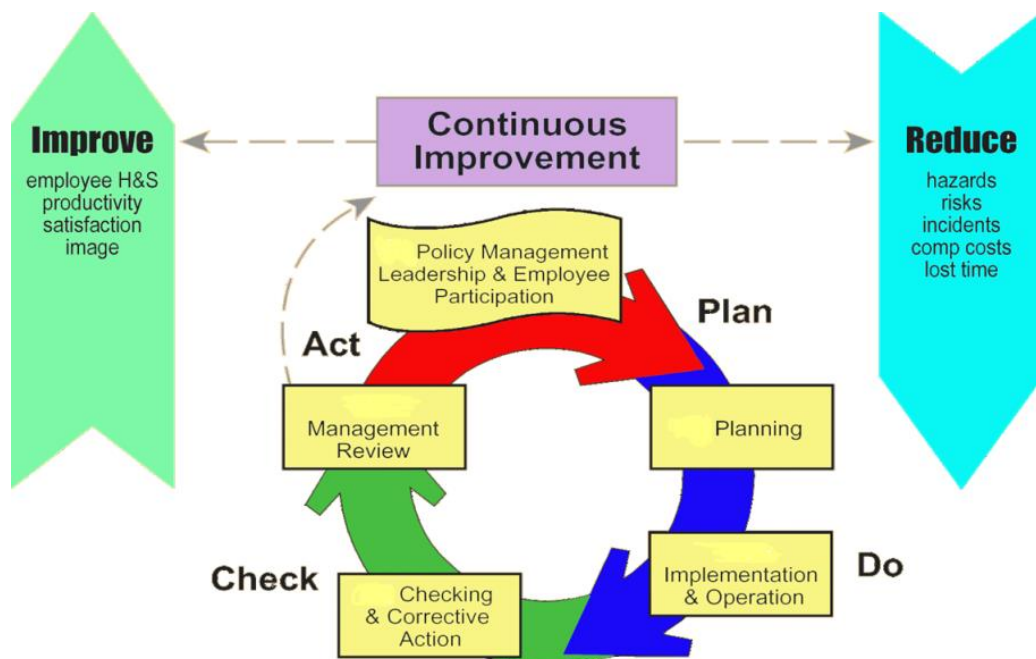 Improve
employee H&S
productivity
satisfaction
image
Continuous
Improvement
Reduce
hazards
risks
incidents
comp costs
lost time
Policy Management
Leadership & Employee
Participation
Plan
Act
Management
Review
Planning
Check
Checking
& Corrective
Action
Implementation
& Operation
Do